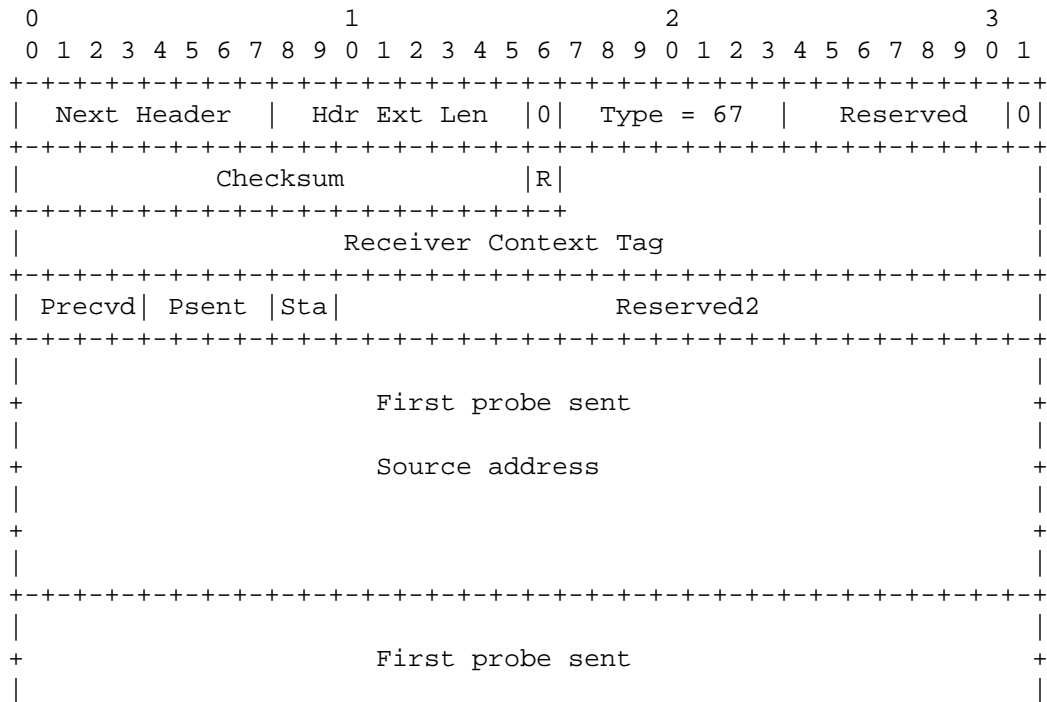 0                   1                   2                   3
 0 1 2 3 4 5 6 7 8 9 0 1 2 3 4 5 6 7 8 9 0 1 2 3 4 5 6 7 8 9 0 1
+-+-+-+-+-+-+-+-+-+-+-+-+-+-+-+-+-+-+-+-+-+-+-+-+-+-+-+-+-+-+-+-+
|  Next Header  |  Hdr Ext Len  |0|  Type = 67  |   Reserved  |0|
+-+-+-+-+-+-+-+-+-+-+-+-+-+-+-+-+-+-+-+-+-+-+-+-+-+-+-+-+-+-+-+-+
|            Checksum           |R|                             |
+-+-+-+-+-+-+-+-+-+-+-+-+-+-+-+-+-+                             |
|                    Receiver Context Tag                       |
+-+-+-+-+-+-+-+-+-+-+-+-+-+-+-+-+-+-+-+-+-+-+-+-+-+-+-+-+-+-+-+-+
| Precvd| Psent |Sta|                 Reserved2                 |
+-+-+-+-+-+-+-+-+-+-+-+-+-+-+-+-+-+-+-+-+-+-+-+-+-+-+-+-+-+-+-+-+
|                                                               |
+                      First probe sent                         +
|                                                               |
+                      Source address                           +
|                                                               |
+                                                               +
|                                                               |
+-+-+-+-+-+-+-+-+-+-+-+-+-+-+-+-+-+-+-+-+-+-+-+-+-+-+-+-+-+-+-+-+
|                                                               |
+                      First probe sent                         +
|                                                               |